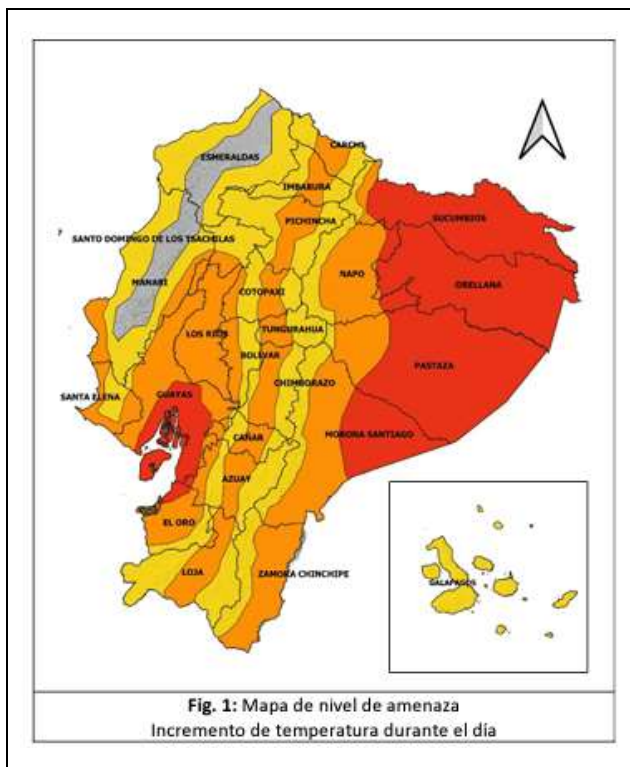 CARCHI
ESMERALDAS
IMBABURA
SUCUMBIOS
PICHINCHA
SANTO DOMINGO DE LOS TSACHILAS
NAPO
MANABI
COTOPAXI
ORELLANA
LOS RIOS
TUNGURAHUA
BOLIVAR
PASTAZA
CHIMBORAZO
SANTA ELENA
GUAYAS
MORONA SANTIAGO
CAÑAR
AZUAY
EL ORO
LOJA
ZAMORA CHINCHIPE
GALAPAGOS
Fig. 1: Mapa de nivel de amenaza
Incremento de temperatura durante el día